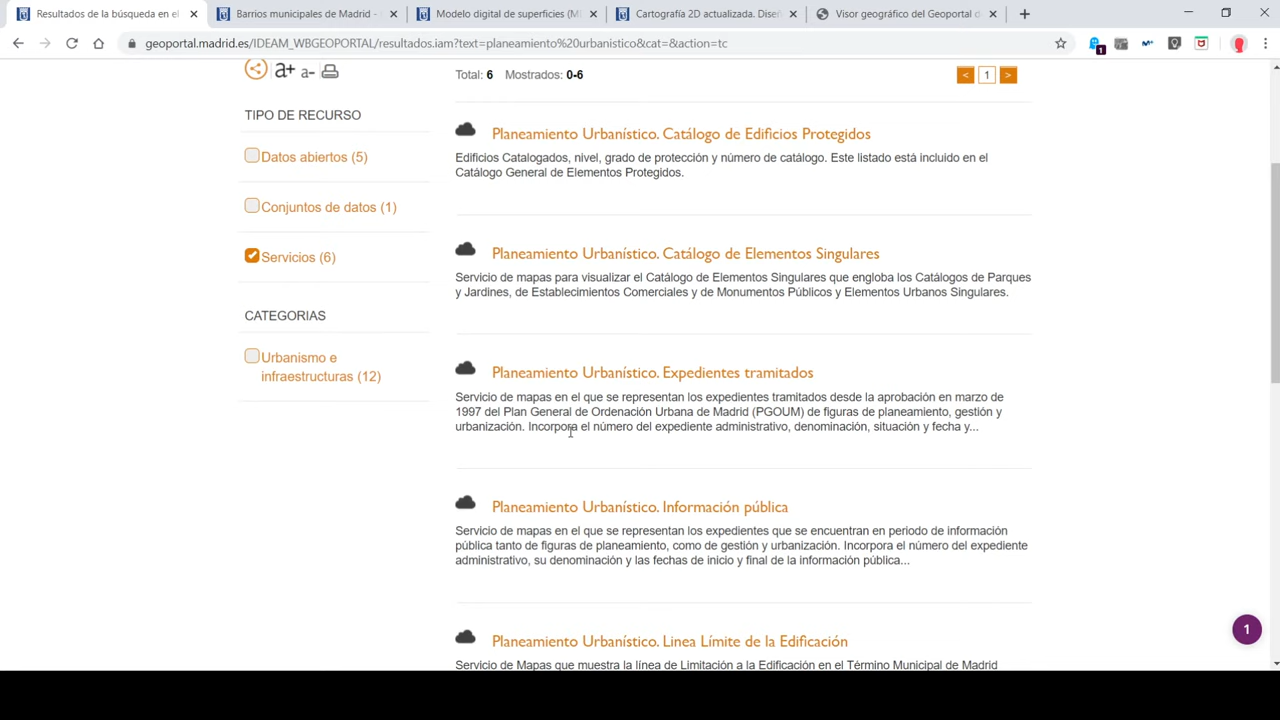 Resultados de la búsqueda en el
Barrios municipales de Madrid -
Modelo digital de superficies (M
Cartografía 2D actualizada. Diseñ
Visor geográfico del Geoportal d
geoportal.madrid.es/IDEAM_WBGEOPORTAL/resultados.iam?text=planeamiento%20urbanistico&cat=&action=tc
1
a+ a-
Total: 6 Mostrados: 0-6
< 1 >
TIPO DE RECURSO
Datos abiertos (5)
Conjuntos de datos (1)
Servicios (6)
CATEGORIAS
Urbanismo e
infraestructuras (12)
Planeamiento Urbanístico. Catálogo de Edificios Protegidos
Edificios Catalogados, nivel, grado de protección y número de catálogo. Este listado está incluido en el
Catálogo General de Elementos Protegidos.
Planeamiento Urbanístico. Catálogo de Elementos Singulares
Servicio de mapas para visualizar el Catálogo de Elementos Singulares que engloba los Catálogos de Parques
y Jardines, de Establecimientos Comerciales y de Monumentos Públicos y Elementos Urbanos Singulares.
Planeamiento Urbanístico. Expedientes tramitados
Servicio de mapas en el que se representan los expedientes tramitados desde la aprobación en marzo de
1997 del Plan General de Ordenación Urbana de Madrid (PGOUM) de figuras de planeamiento, gestión y
urbanización. Incorpora el número del expediente administrativo, denominación, situación y fecha y...
Planeamiento Urbanístico. Información pública
Servicio de mapas en el que se representan los expedientes que se encuentran en periodo de información
pública tanto de figuras de planeamiento, como de gestión y urbanización. Incorpora el número del expediente
administrativo, su denominación y las fechas de inicio y final de la información pública...
Planeamiento Urbanístico. Linea Límite de la Edificación
Servicio de Mapas que muestra la línea de Limitación a la Edificación en el Término Municipal de Madrid
1